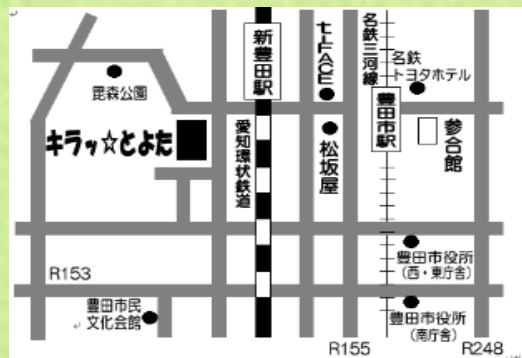 新豊田駅
t-FACE
名鉄三河線
名鉄
トヨタホテル
毘森公園
豊田市駅
参合館
キラッ☆とよた
愛知環状鉄道
松坂屋
豊田市役所
(西・東庁舎)
R153
豊田市民
文化会館
豊田市役所
(南庁舎)
R155
R248